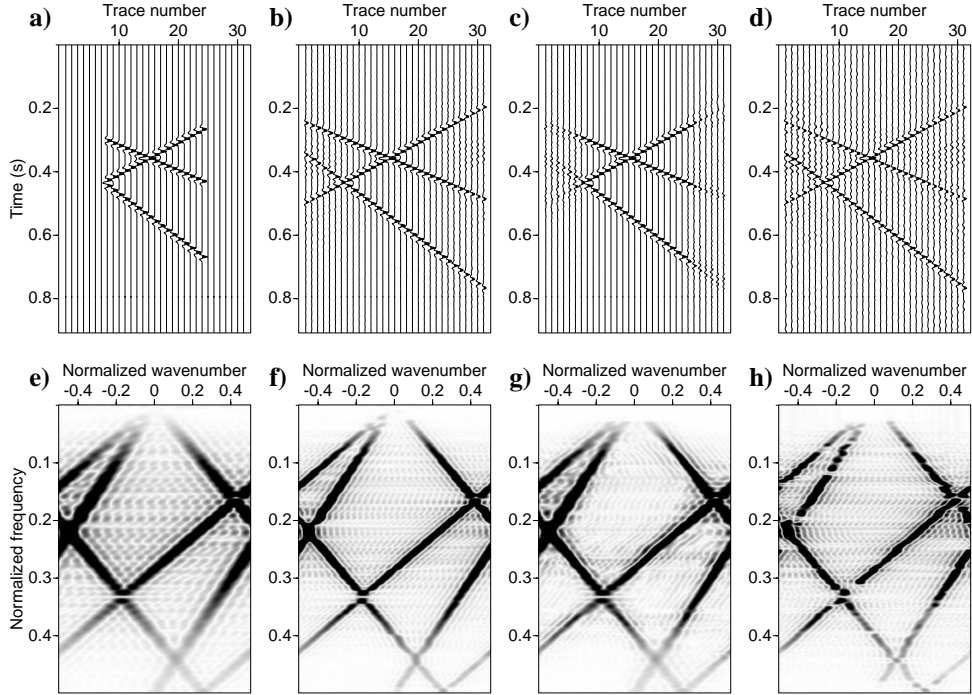 a) Trace number
10 20 30
b) Trace number
10 20 30
c) Trace number
10 20 30
d) Trace number
10 20 30
Time (s)
0.2
0.4
0.6
0.8
0.2
0.4
0.6
0.8
0.2
0.4
0.6
0.8
0.2
0.4
0.6
0.8
e) Normalized wavenumber
-0.4 -0.2 0 0.2 0.4
f) Normalized wavenumber
-0.4 -0.2 0 0.2 0.4
g) Normalized wavenumber
-0.4 -0.2 0 0.2 0.4
h) Normalized wavenumber
-0.4 -0.2 0 0.2 0.4
Normalized frequency
0.1
0.2
0.3
0.4
0.1
0.2
0.3
0.4
0.1
0.2
0.3
0.4
0.1
0.2
0.3
0.4